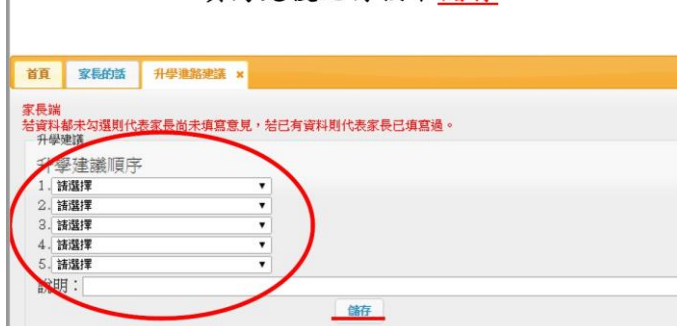 首頁 家長的話 升學進路建議 ×
家長端
若資料都未勾選則代表家長尚未填寫意見，若已有資料則代表家長已填寫過。
升學建議
升學建議順序
1. 請選擇
2. 請選擇
3. 請選擇
4. 請選擇
5. 請選擇
說明：
儲存